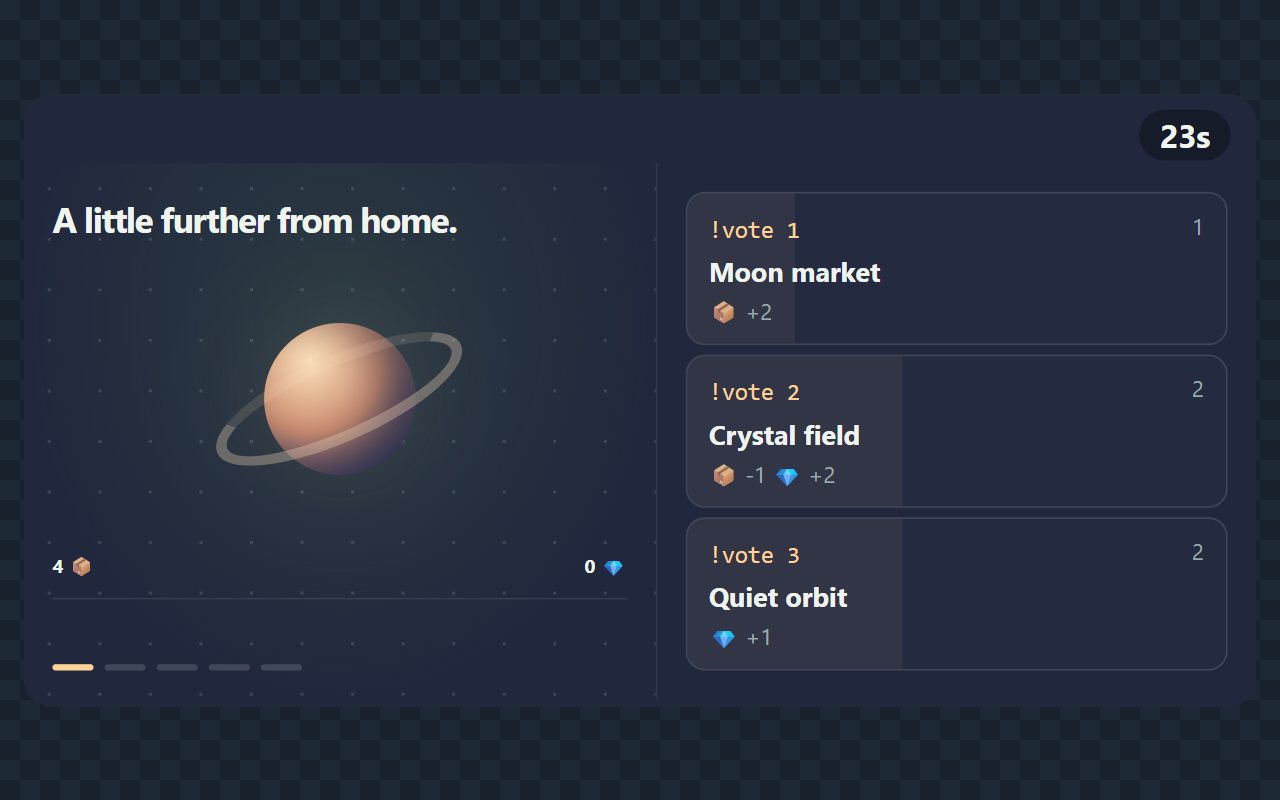 23s
A little further from home.
4 📦
0 💎
!vote 1
1
Moon market
📦 +2
!vote 2
2
Crystal field
📦 -1 💎 +2
!vote 3
2
Quiet orbit
💎 +1